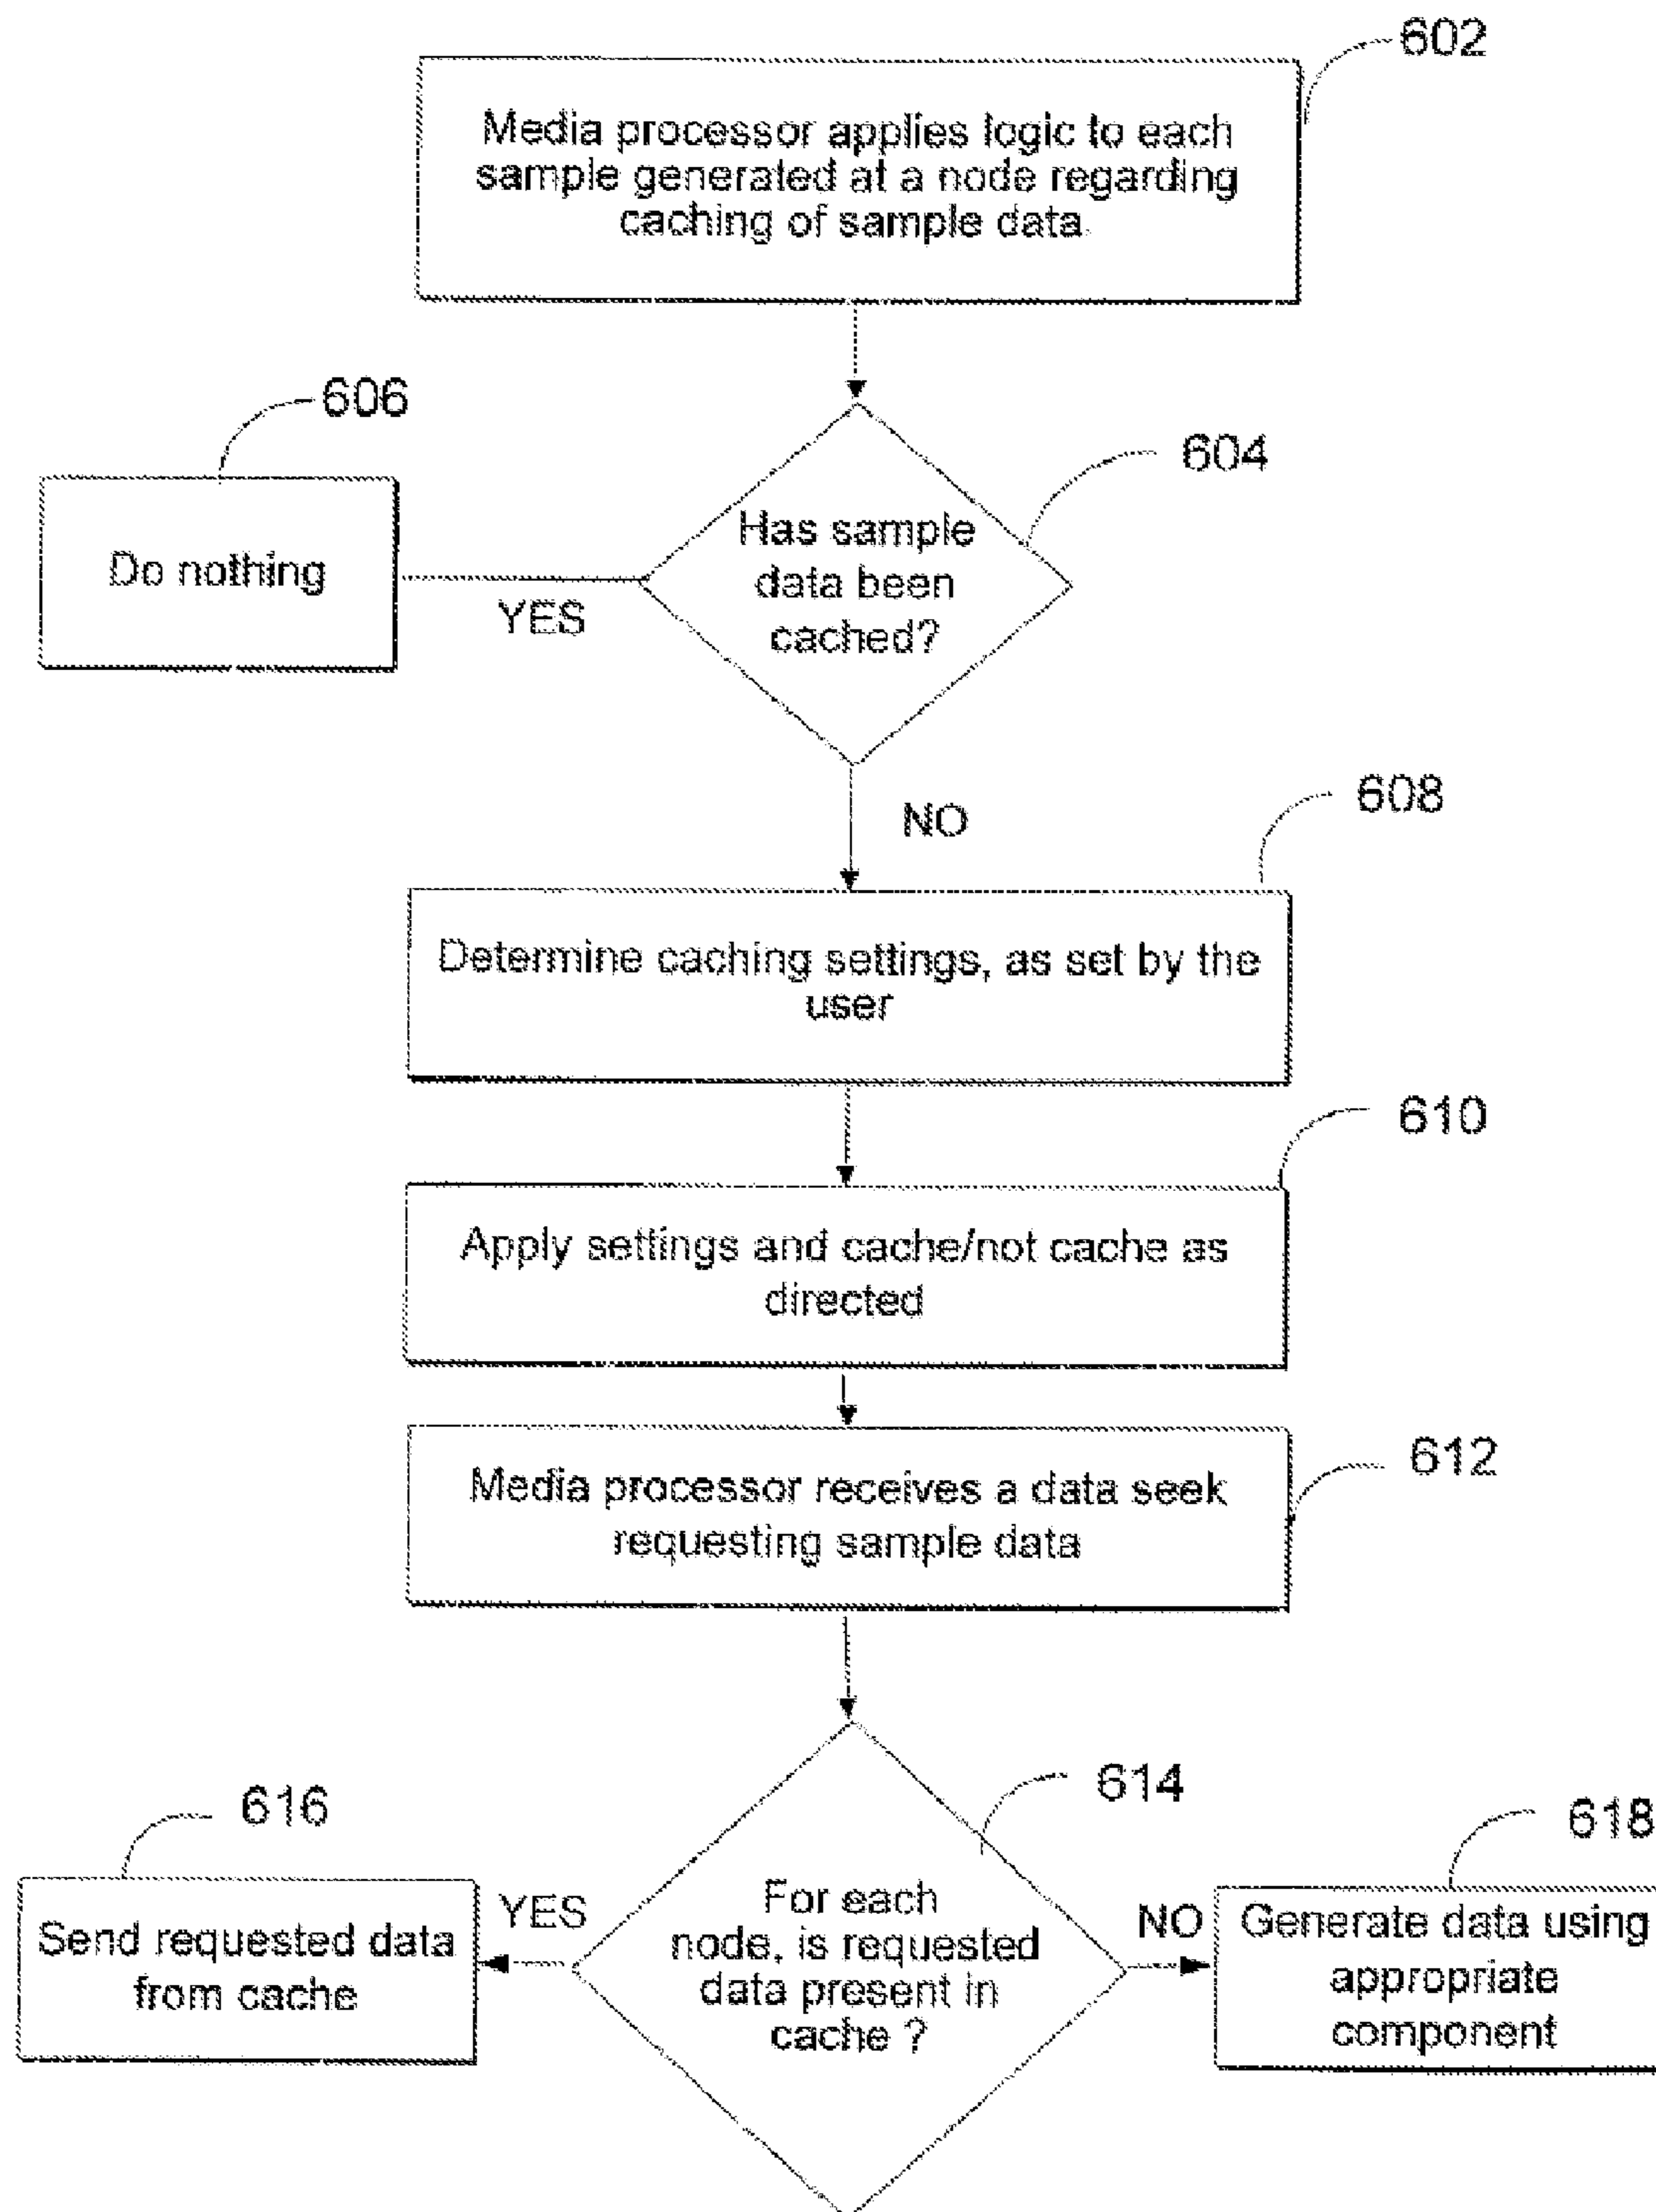 602
Media processor applies logic to each
sample generated at a node regarding
caching of sample data.
606
604
Do nothing
YES
Has sample
data been
cached?
NO
608
Determine caching settings, as set by the
user
610
Apply settings and cache/not cache as
directed
612
Media processor receives a data seek
requesting sample data
614
616
618
YES
For each
node, is requested
data present in
cache ?
NO
Send requested data
from cache
Generate data using
appropriate
component